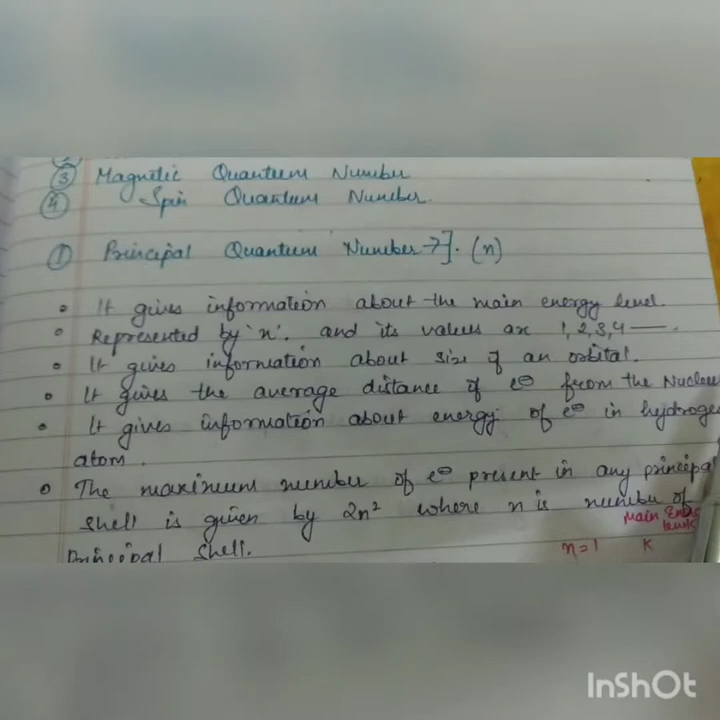 ③ Magnetic Quantum Number
④ Spin Quantum Number.
① Principal Quantum Number →]. (n)
• It gives information about the main energy level.
• Represented by 'n'. and its values are 1,2,3,4 —.
• It gives information about size of an orbital.
• It gives the average distance of e⊖ from the Nucleus
• It gives information about energy of e⊖ in hydrogen
atom.
• The maximum number of e⊖ present in any principal
shell is given by 2n² where n is number of
Principal Shell.
Main
n=1 K
InShOt